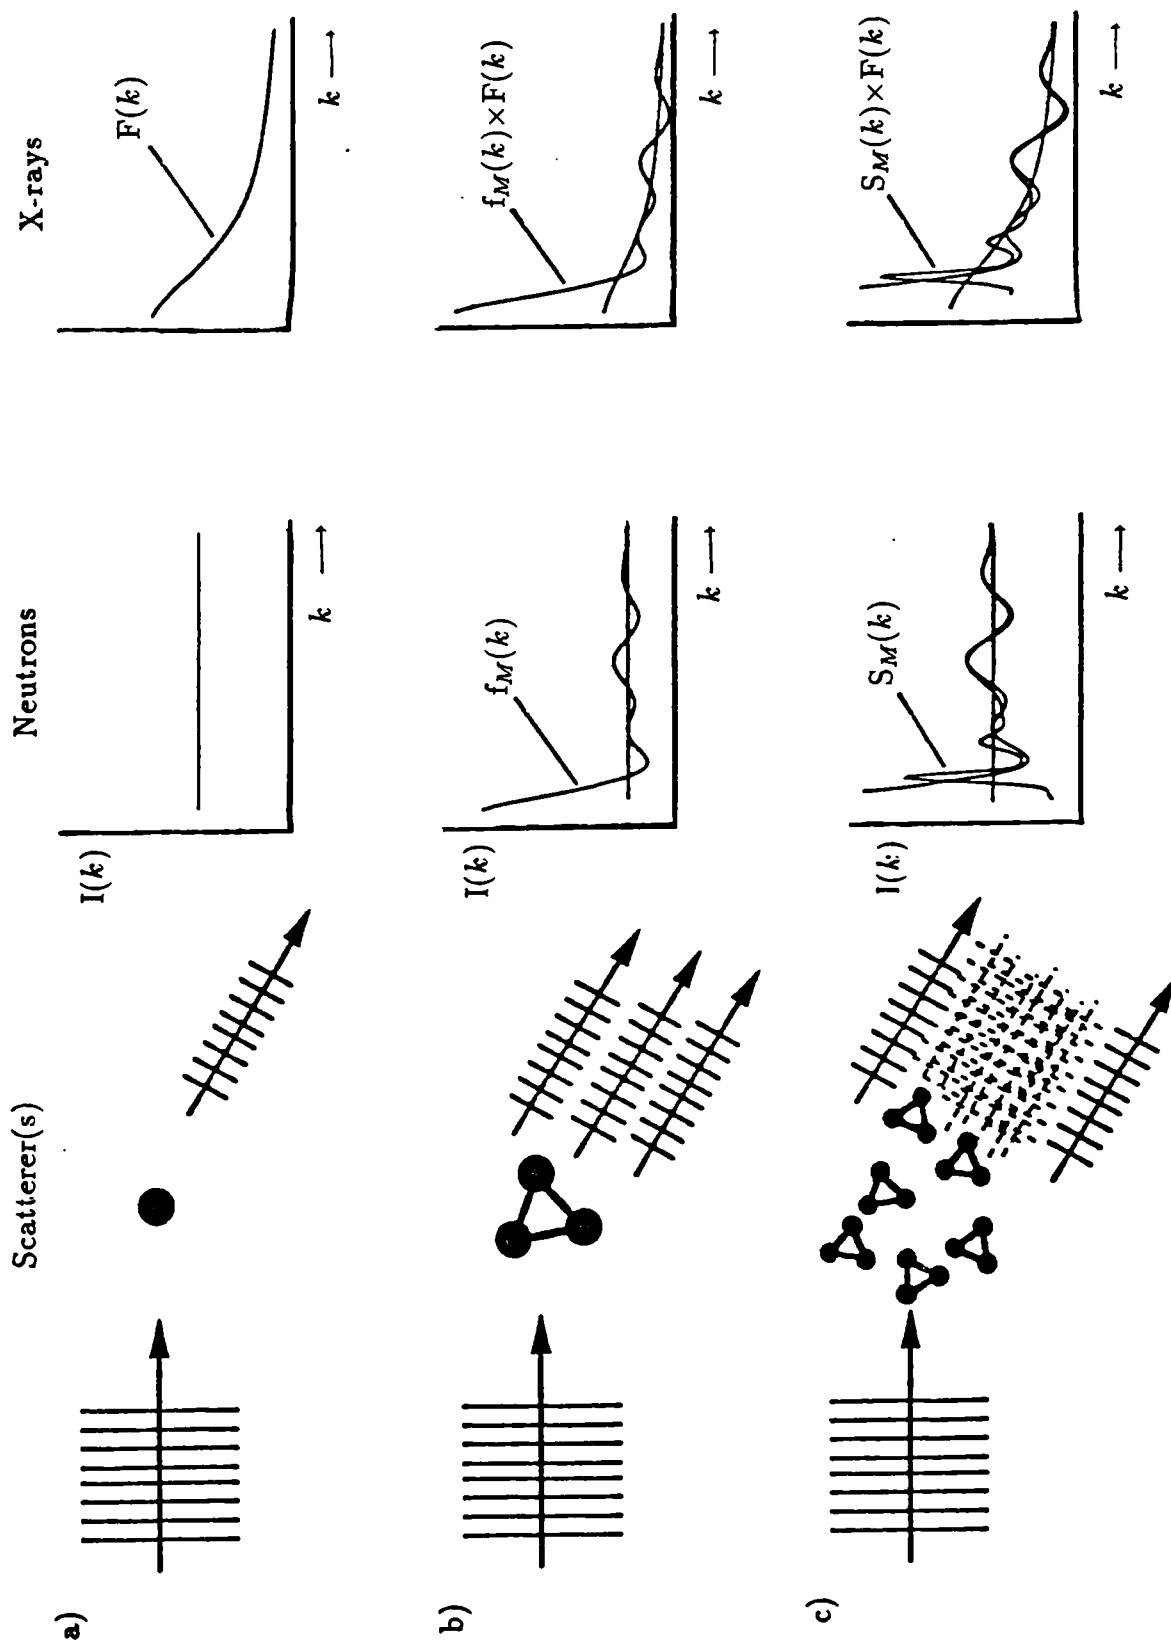 Scatterer(s) Neutrons X-rays
a)
I(k)
k →
F(k)
k →
b)
I(k)
f_M(k)
k →
f_M(k)×F(k)
k →
c)
I(k)
S_M(k)
k →
S_M(k)×F(k)
k →